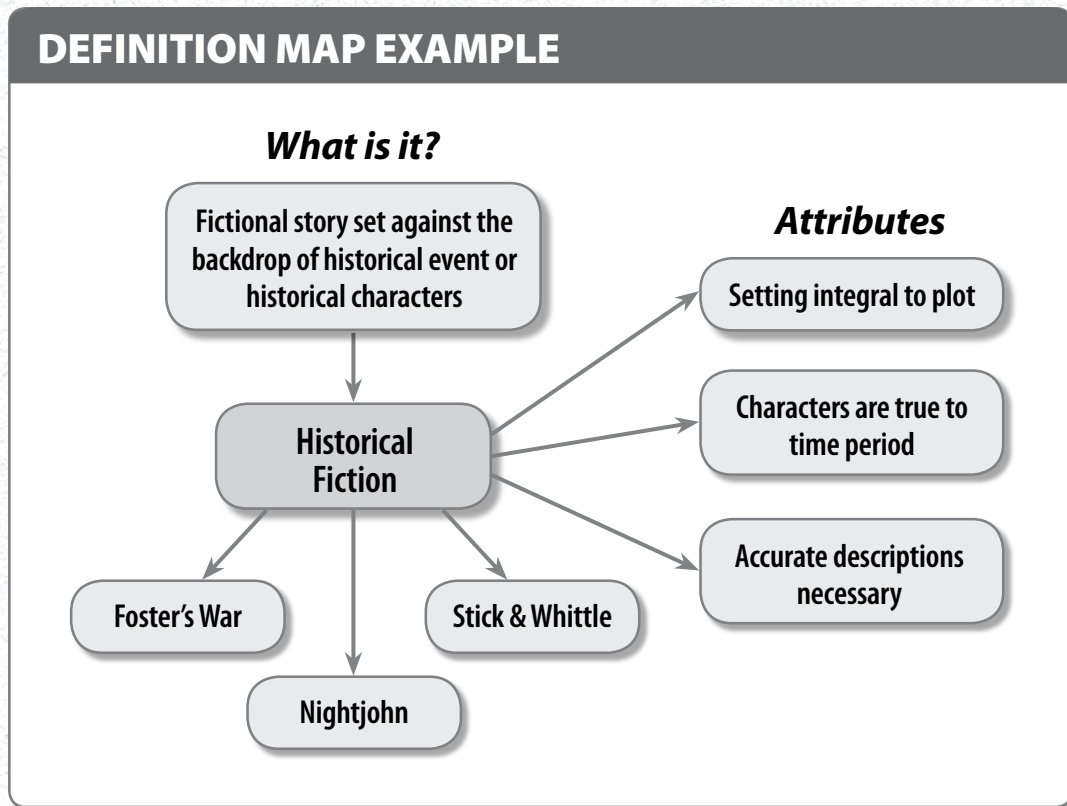 DEFINITION MAP EXAMPLE
What is it?
Fictional story set against the
backdrop of historical event or
historical characters
Attributes
Setting integral to plot
Characters are true to
time period
Historical
Fiction
Accurate descriptions
necessary
Foster’s War
Stick & Whittle
Nightjohn